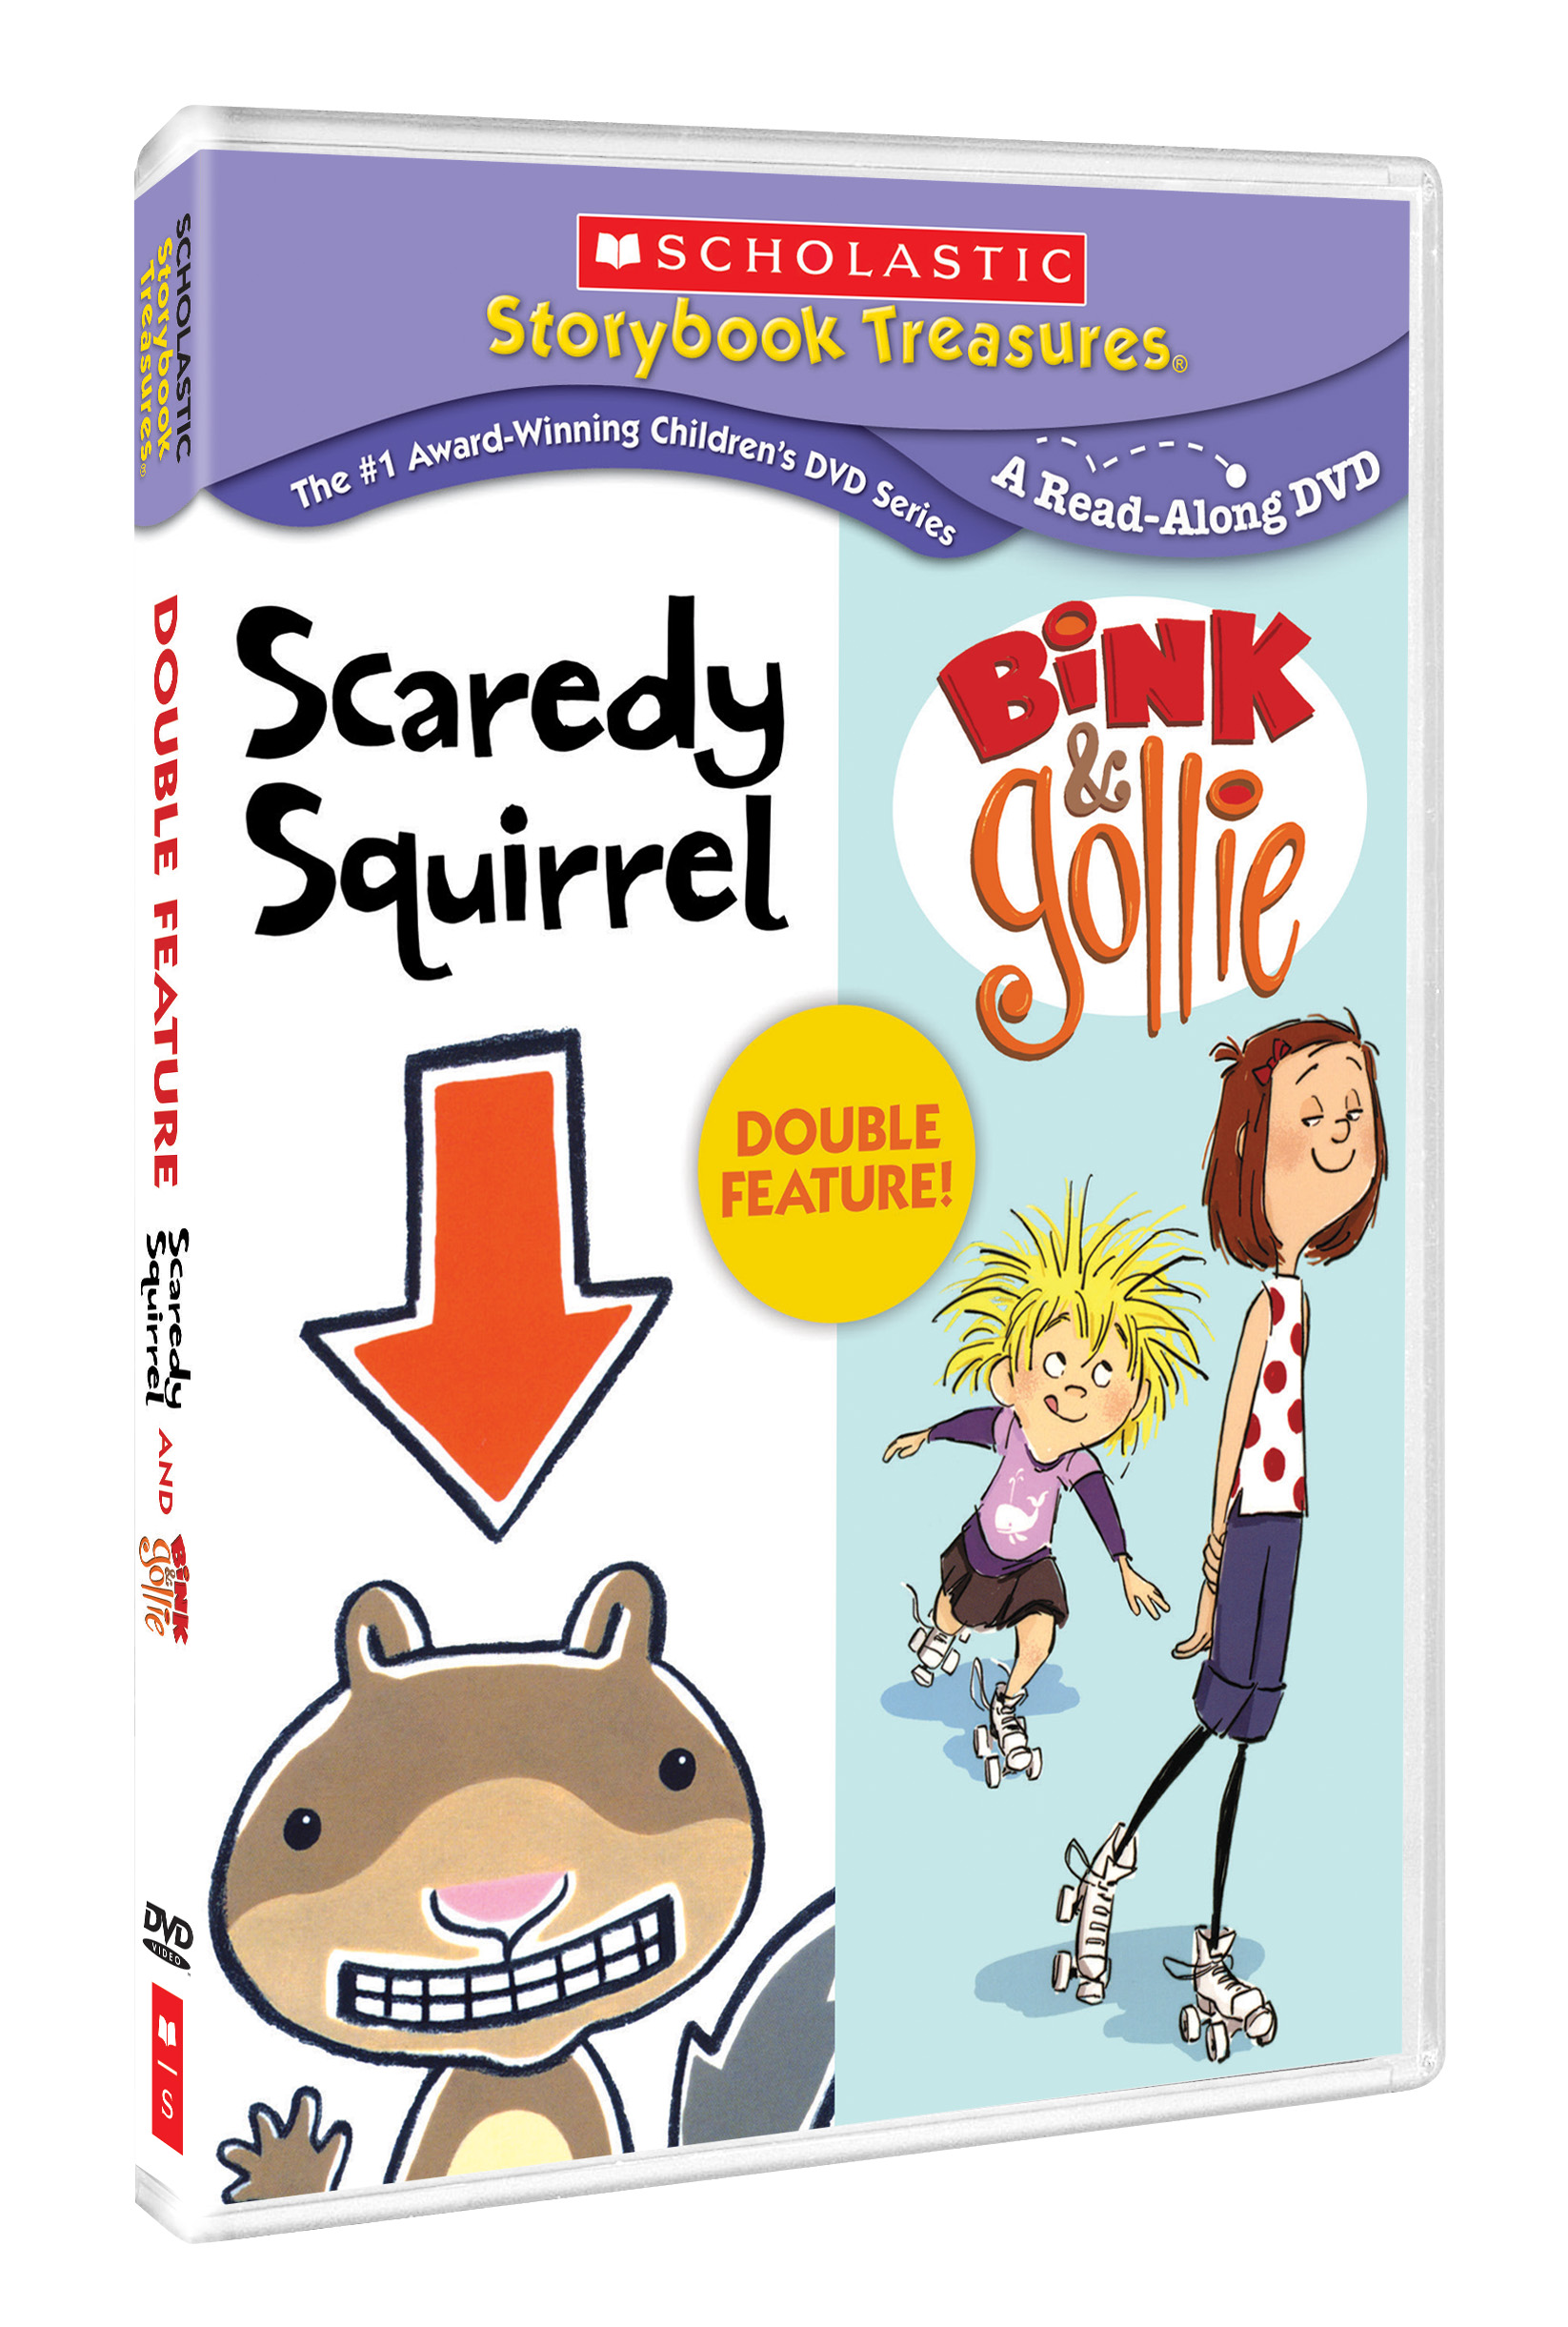 SCHOLASTIC
Storybook Treasures®
The #1 Award-Winning Children's DVD Series
A Read-Along DVD
Scaredy
Squirrel
BiNK
&
gollie
DOUBLE
FEATURE!
SCHOLASTIC
Storybook
Treasures®
DOUBLE FEATURE
Scaredy
Squirrel
AND
BiNK
&
gollie
DVD
VIDEO
S